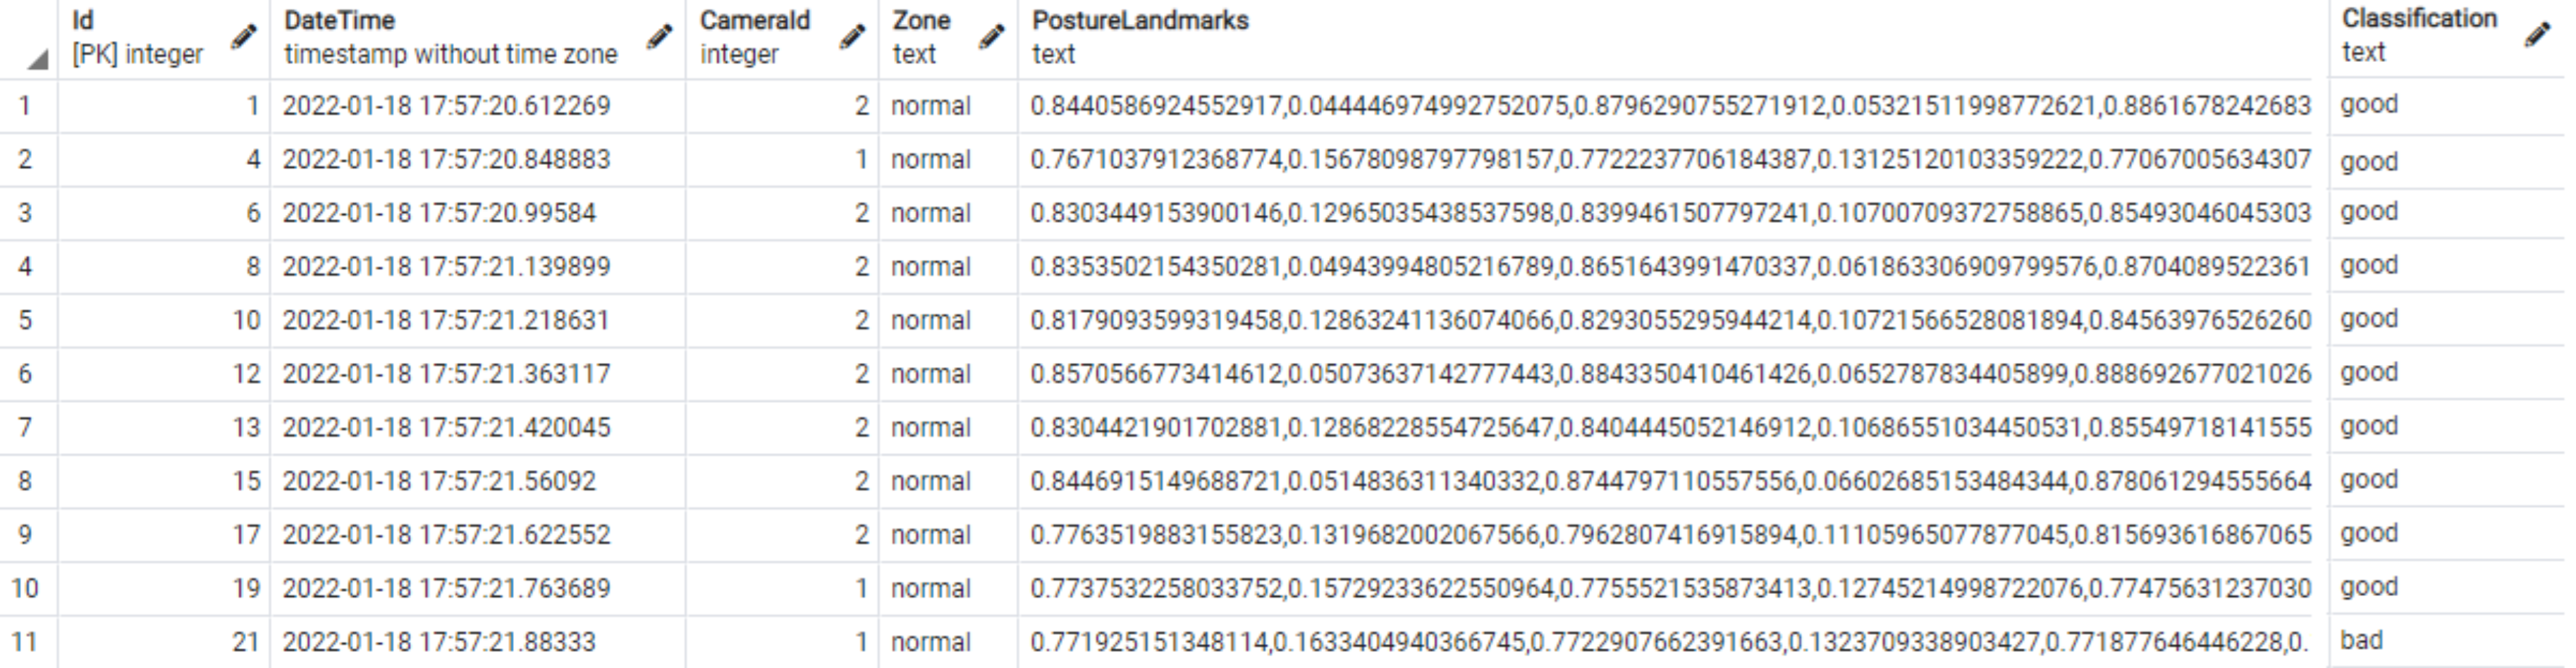 Id DateTime CameraId Zone PostureLandmarks Classification
[PK] integer timestamp without time zone integer text text text
1 1 2022-01-18 17:57:20.612269 2 normal 0.8440586924552917,0.044446974992752075,0.8796290755271912,0.05321511998772621,0.8861678242683 good
2 4 2022-01-18 17:57:20.848883 1 normal 0.7671037912368774,0.15678098797798157,0.7722237706184387,0.13125120103359222,0.77067005634307 good
3 6 2022-01-18 17:57:20.99584 2 normal 0.8303449153900146,0.12965035438537598,0.8399461507797241,0.10700709372758865,0.85493046045303 good
4 8 2022-01-18 17:57:21.139899 2 normal 0.8353502154350281,0.04943994805216789,0.8651643991470337,0.061863306909799576,0.8704089522361 good
5 10 2022-01-18 17:57:21.218631 2 normal 0.8179093599319458,0.12863241136074066,0.8293055295944214,0.10721566528081894,0.84563976526260 good
6 12 2022-01-18 17:57:21.363117 2 normal 0.8570566773414612,0.05073637142777443,0.8843350410461426,0.0652787834405899,0.888692677021026 good
7 13 2022-01-18 17:57:21.420045 2 normal 0.8304421901702881,0.12868228554725647,0.8404445052146912,0.10686551034450531,0.85549718141555 good
8 15 2022-01-18 17:57:21.56092 2 normal 0.8446915149688721,0.0514836311340332,0.8744797110557556,0.06602685153484344,0.878061294555664 good
9 17 2022-01-18 17:57:21.622552 2 normal 0.7763519883155823,0.1319682002067566,0.7962807416915894,0.11105965077877045,0.815693616867065 good
10 19 2022-01-18 17:57:21.763689 1 normal 0.7737532258033752,0.15729233622550964,0.7755521535873413,0.12745214998722076,0.77475631237030 good
11 21 2022-01-18 17:57:21.88333 1 normal 0.771925151348114,0.1633404940366745,0.7722907662391663,0.1323709338903427,0.771877646446228,0. bad